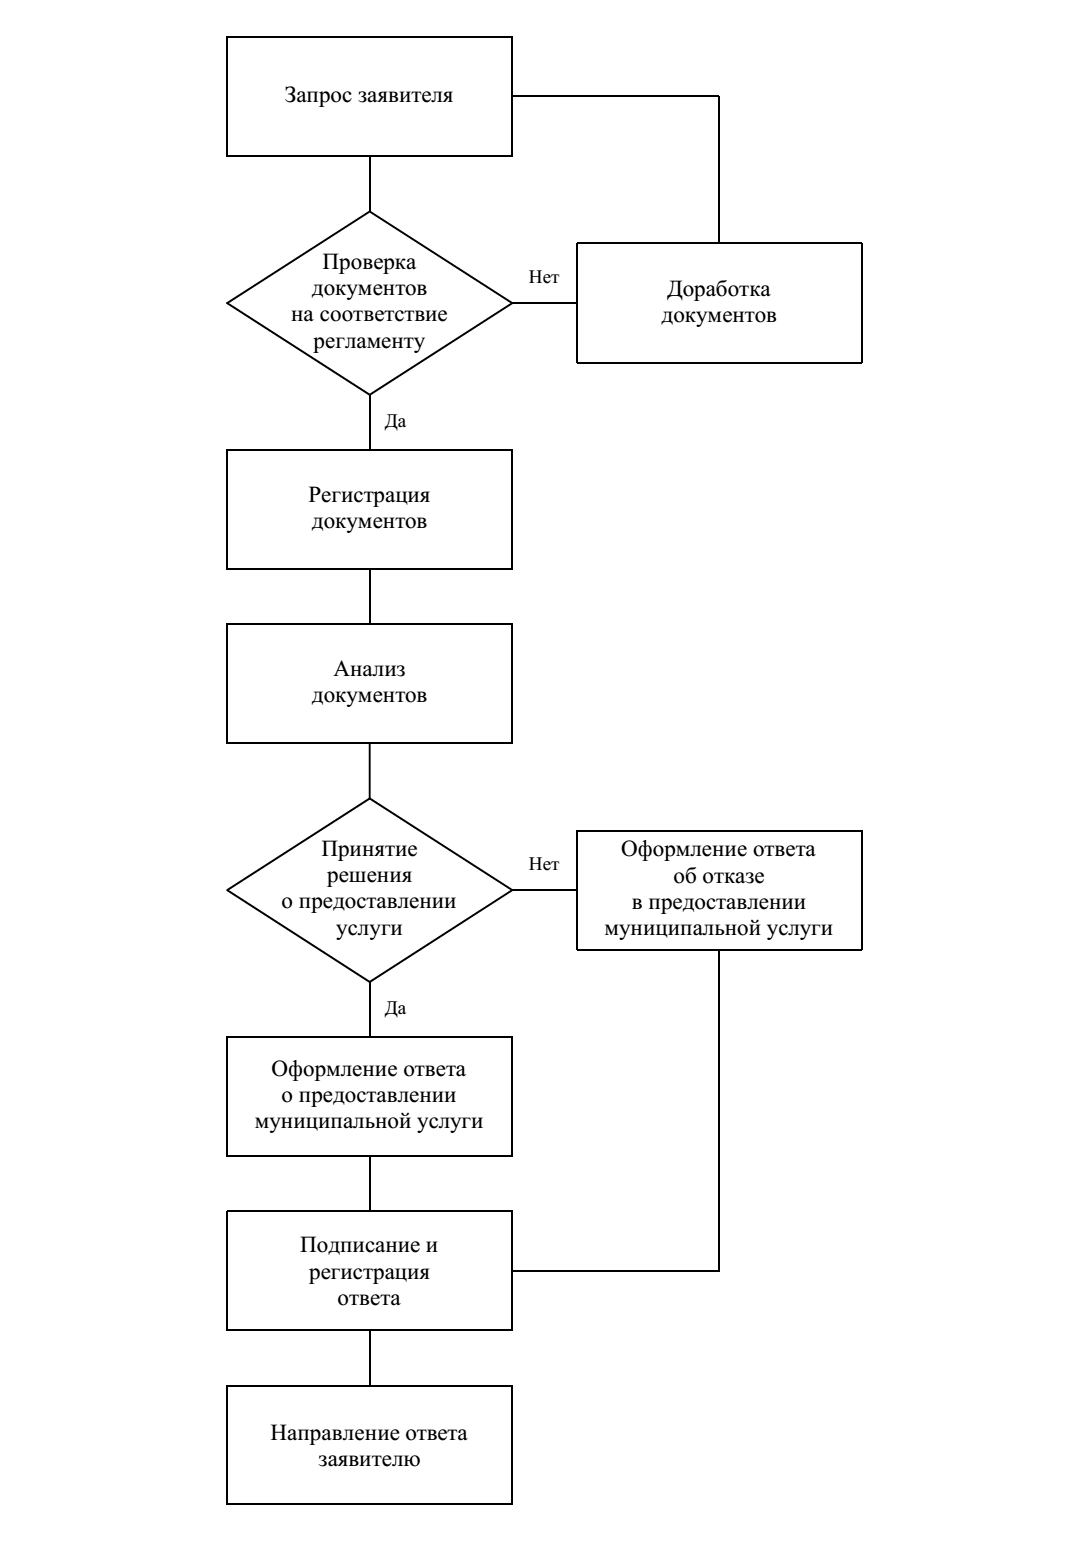 Запрос заявителя
Проверка
документов
на соответствие
регламенту
Нет
Доработка
документов
Да
Регистрация
документов
Анализ
документов
Принятие
решения
о предоставлении
услуги
Нет
Оформление ответа
об отказе
в предоставлении
муниципальной услуги
Да
Оформление ответа
о предоставлении
муниципальной услуги
Подписание и
регистрация
ответа
Направление ответа
заявителю